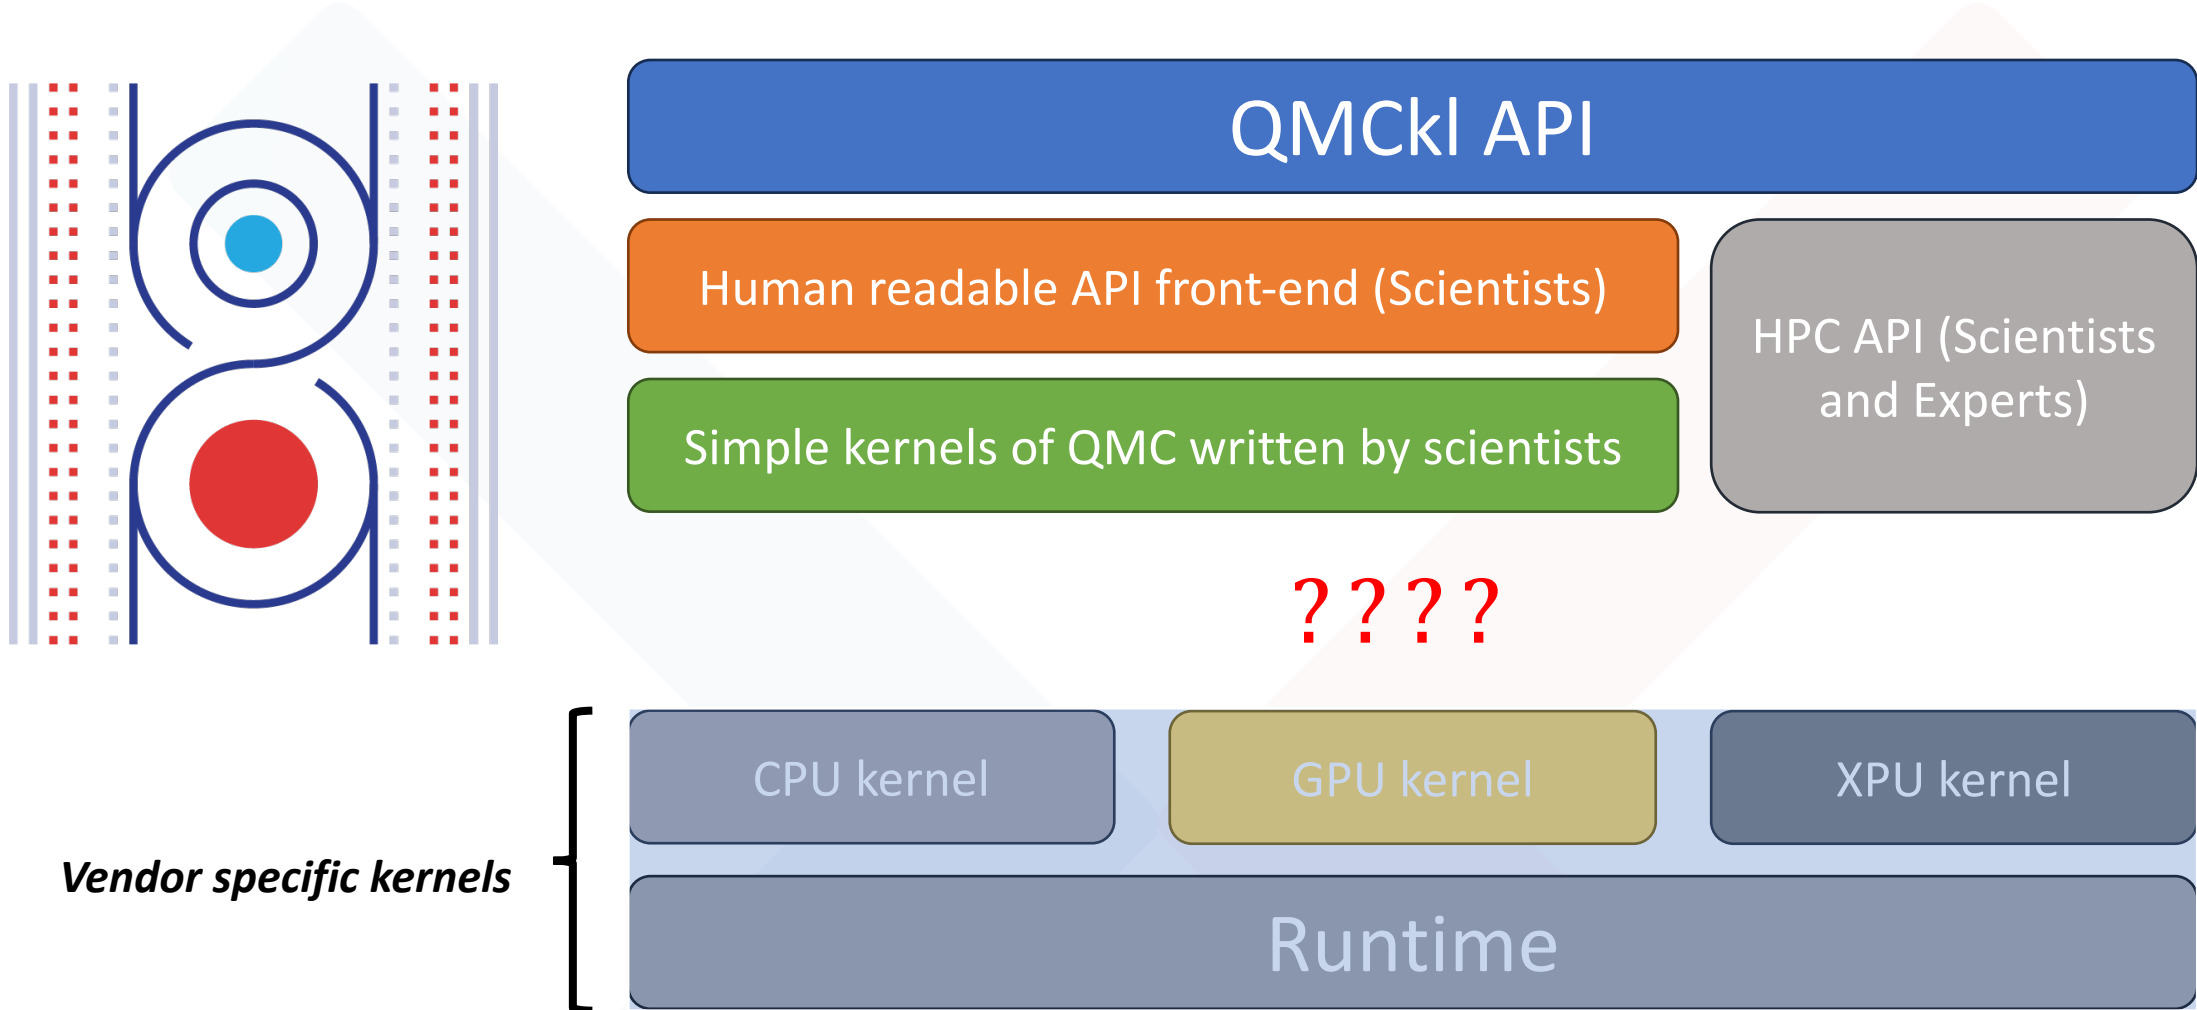 QMCkl API
Human readable API front-end (Scientists)
HPC API (Scientists
and Experts)
Simple kernels of QMC written by scientists
? ? ? ?
CPU kernel
GPU kernel
XPU kernel
Vendor specific kernels
Runtime